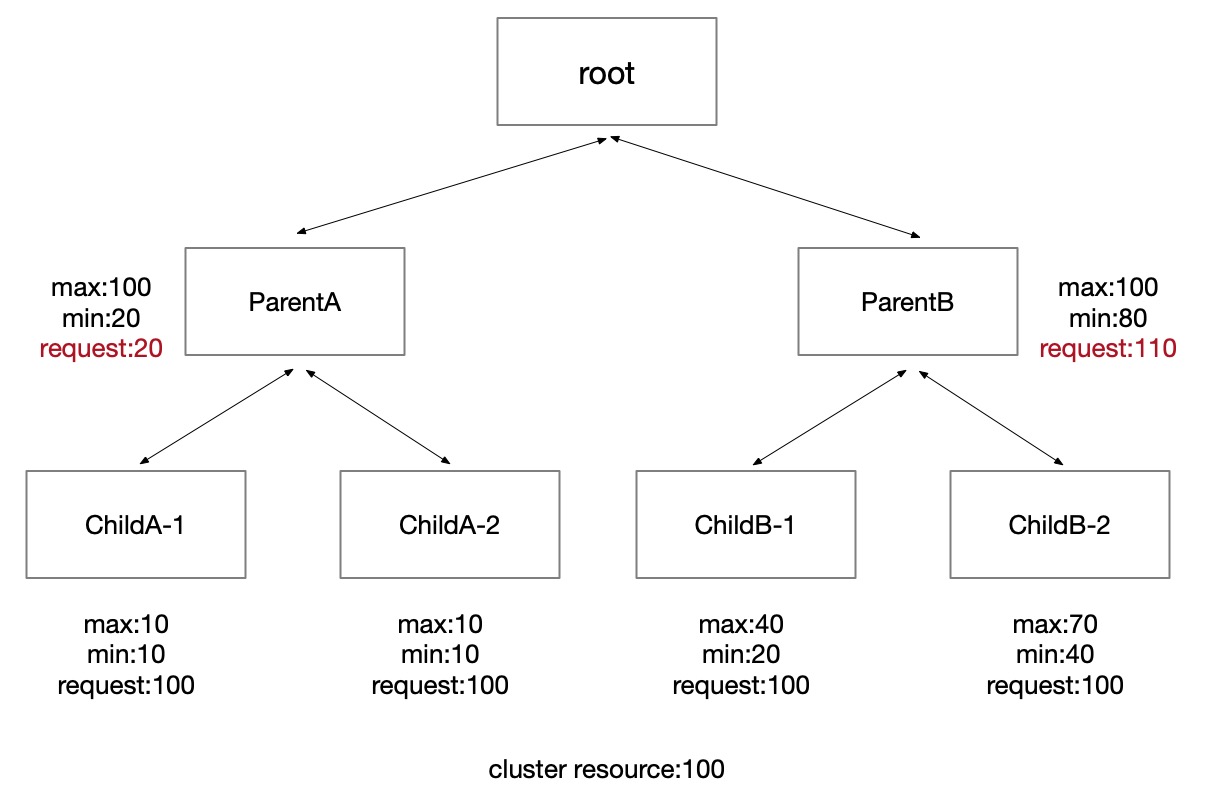 root
max:100
min:20
request:20
ParentA
ParentB
max:100
min:80
request:110
ChildA-1
ChildA-2
ChildB-1
ChildB-2
max:10
min:10
request:100
max:10
min:10
request:100
max:40
min:20
request:100
max:70
min:40
request:100
cluster resource:100